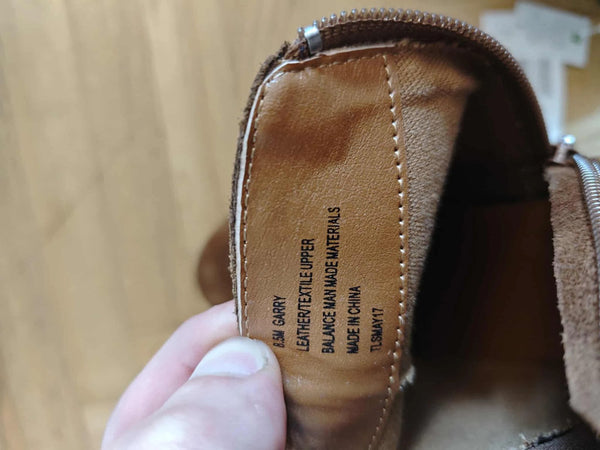 8.5M GARRY
LEATHER/TEXTILE UPPER
BALANCE MAN MADE MATERIALS
MADE IN CHINA
TLSMAY17